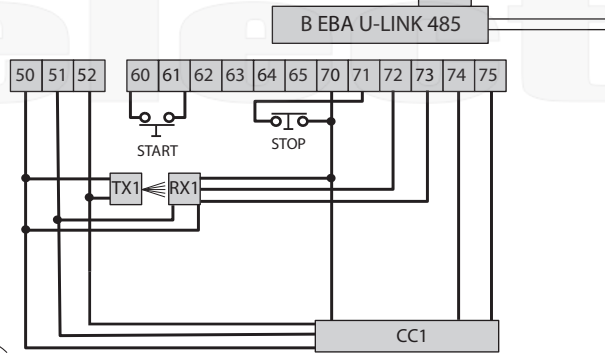 elect
B EBA U-LINK 485
50 51 52 60 61 62 63 64 65 70 71 72 73 74 75
START
STOP
TX1 RX1
CC1